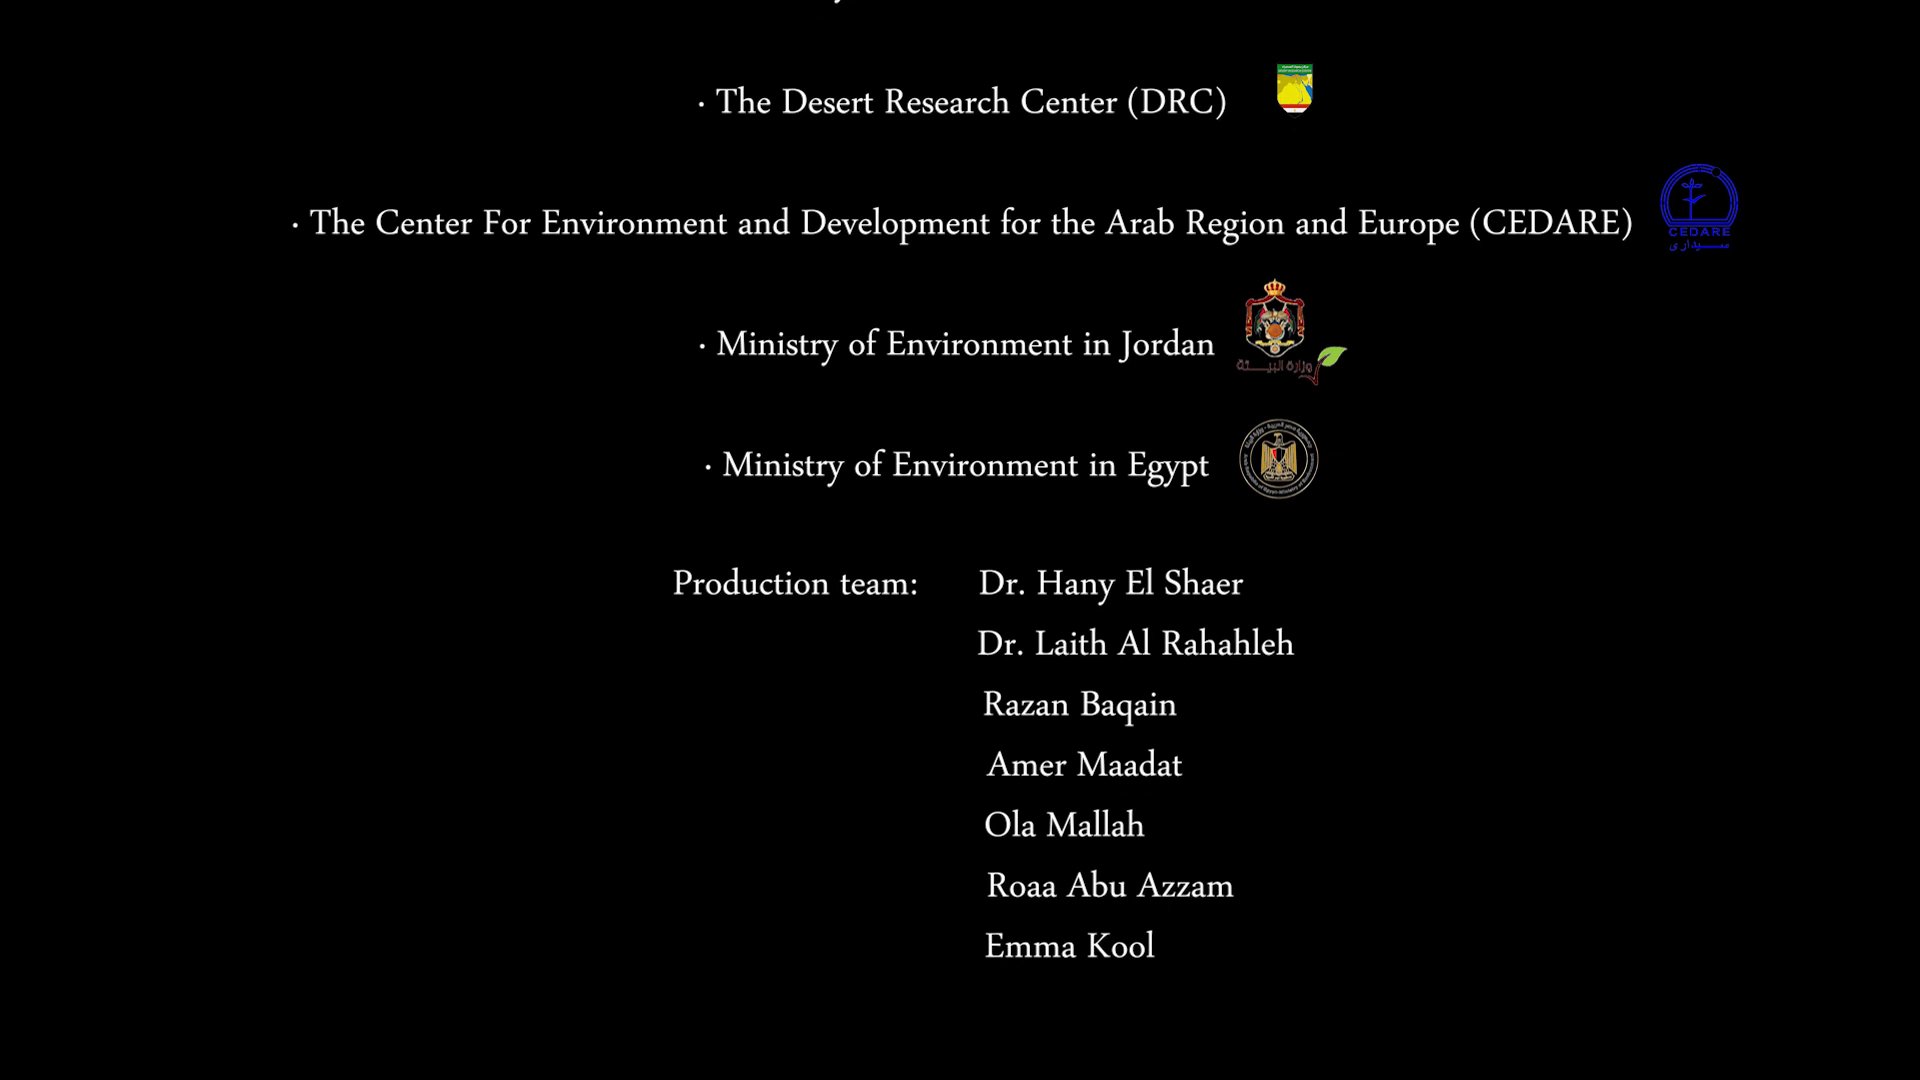 · The Desert Research Center (DRC)
· The Center For Environment and Development for the Arab Region and Europe (CEDARE)
CEDARE
سيداري
· Ministry of Environment in Jordan
وزارة البيئة
· Ministry of Environment in Egypt
Production team: Dr. Hany El Shaer
Dr. Laith Al Rahahleh
Razan Baqain
Amer Maadat
Ola Mallah
Roaa Abu Azzam
Emma Kool